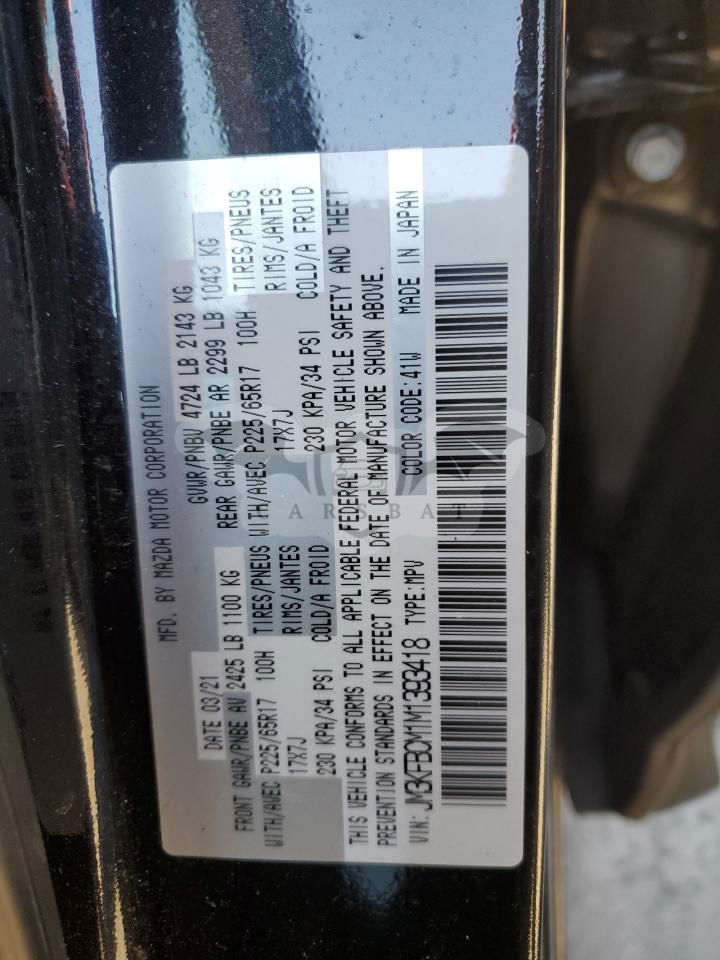 MFD. BY MAZDA MOTOR CORPORATION
DATE 03/21 GVWR/PNBV 4724 LB 2143 KG
FRONT GAWR/PNBE AV 2425 LB 1100 KG REAR GAWR/PNBE AR 2299 LB 1043 KG
WITH/AVEC P225/65R17 100H TIRES/PNEUS WITH/AVEC P225/65R17 100H TIRES/PNEUS
17X7J RIMS/JANTES 17X7J RIMS/JANTES
230 KPA/34 PSI COLD/A FROID 230 KPA/34 PSI COLD/A FROID
THIS VEHICLE CONFORMS TO ALL APPLICABLE FEDERAL MOTOR VEHICLE SAFETY AND THEFT
PREVENTION STANDARDS IN EFFECT ON THE DATE OF MANUFACTURE SHOWN ABOVE.
VIN: JM3KFBCM1M1393418 TYPE:MPV COLOR CODE:41W MADE IN JAPAN
ARSBAT